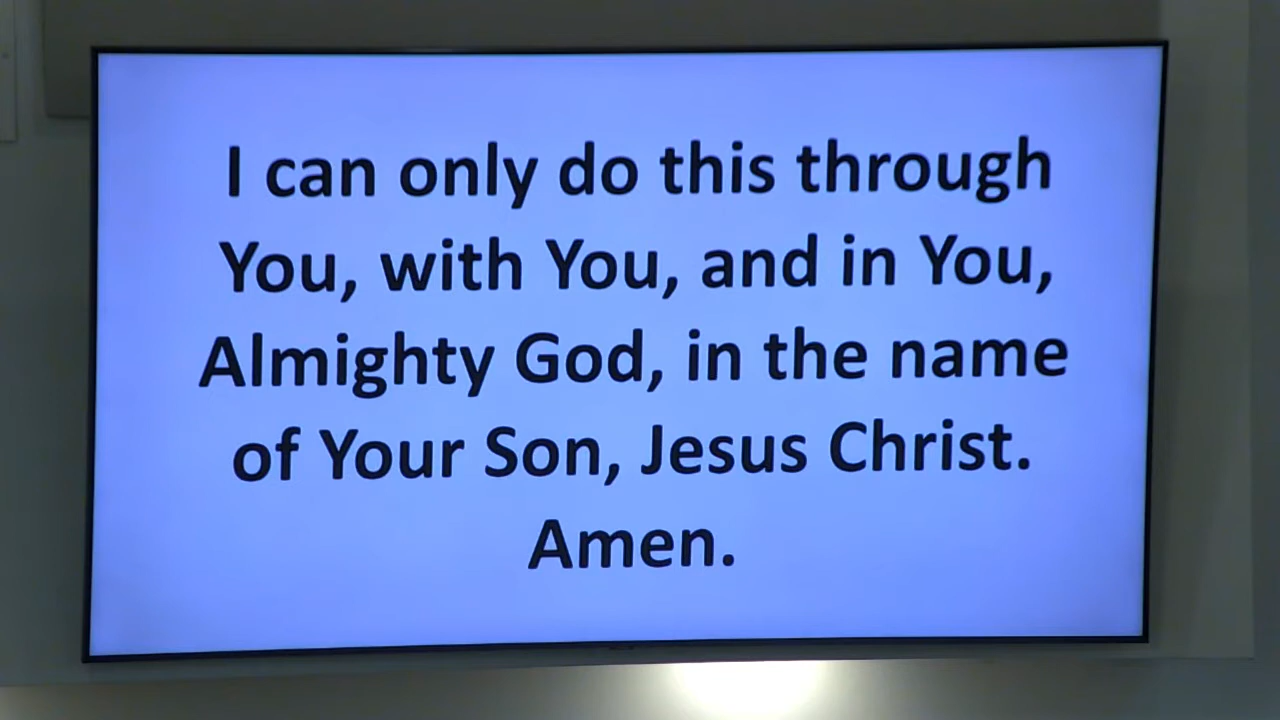 I can only do this through
You, with You, and in You,
Almighty God, in the name
of Your Son, Jesus Christ.
Amen.